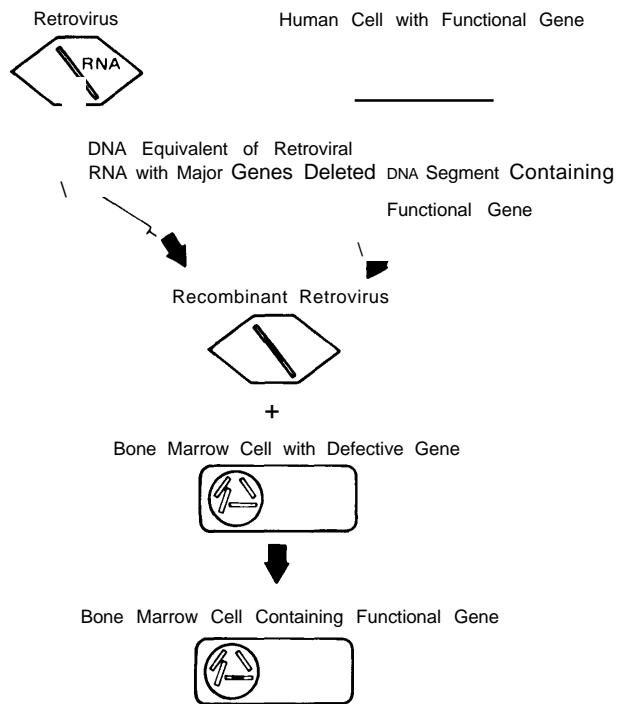 Retrovirus
Human Cell with Functional Gene
RNA
DNA Equivalent of Retroviral
RNA with Major Genes Deleted
DNA Segment Containing
Functional Gene
Recombinant Retrovirus
+
Bone Marrow Cell with Defective Gene
Bone Marrow Cell Containing Functional Gene